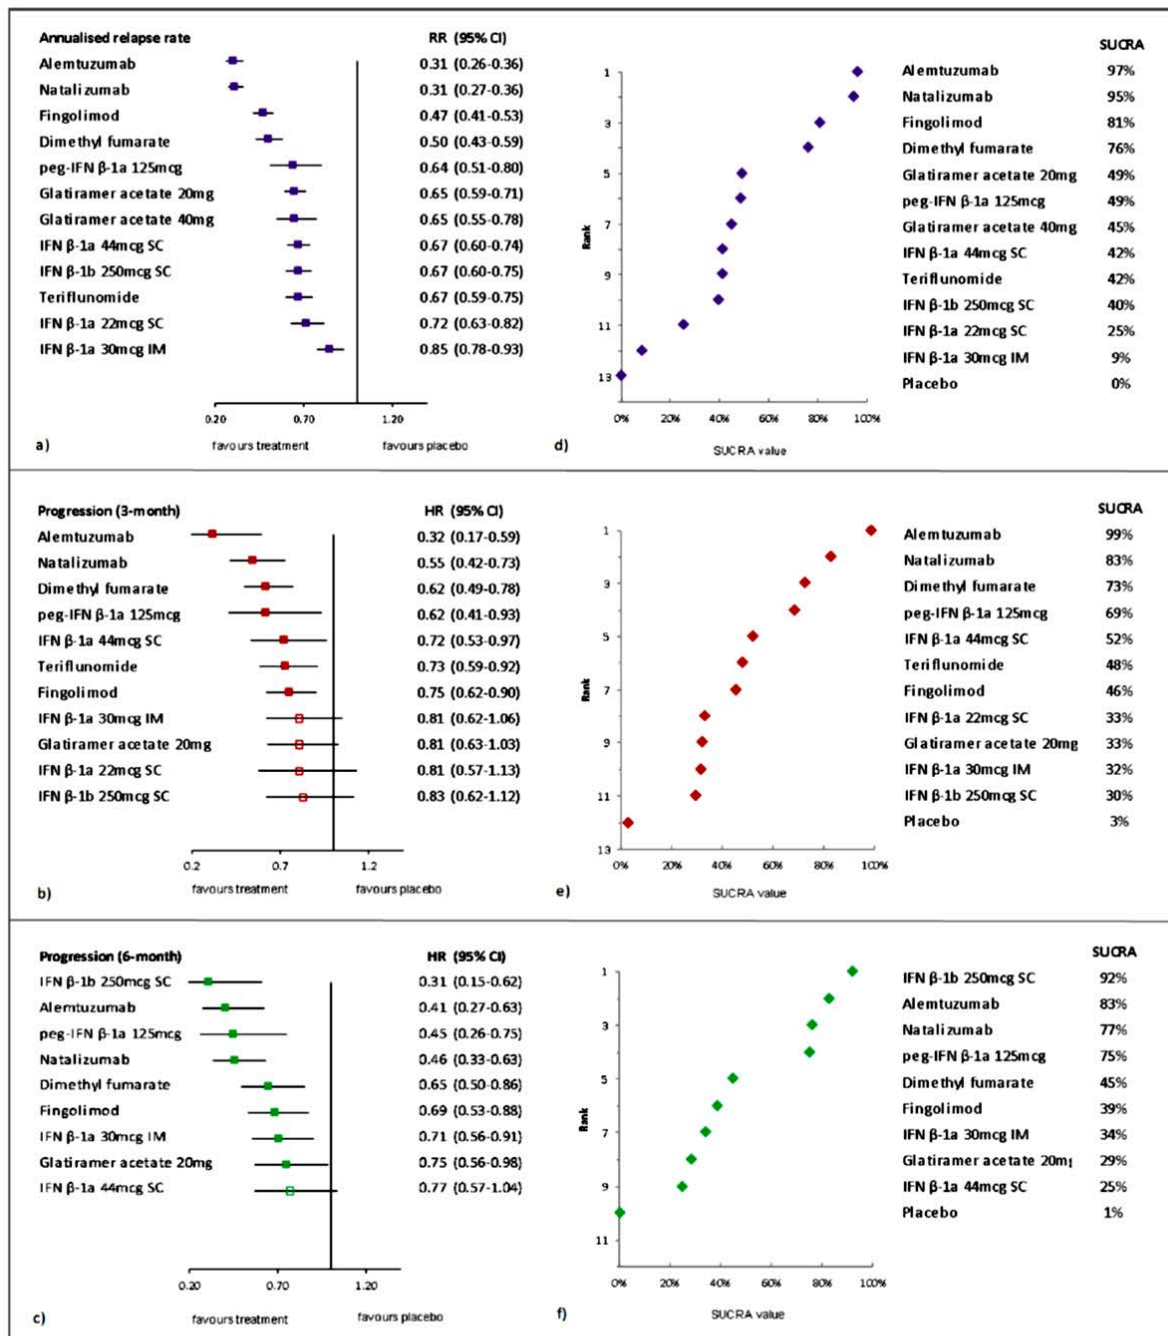 Annualised relapse rate RR (95% CI)
Alemtuzumab 0.31 (0.26-0.36)
Natalizumab 0.31 (0.27-0.36)
Fingolimod 0.47 (0.41-0.53)
Dimethyl fumarate 0.50 (0.43-0.59)
peg-IFN β-1a 125mcg 0.64 (0.51-0.80)
Glatiramer acetate 20mg 0.65 (0.59-0.71)
Glatiramer acetate 40mg 0.65 (0.55-0.78)
IFN β-1a 44mcg SC 0.67 (0.60-0.74)
IFN β-1b 250mcg SC 0.67 (0.60-0.75)
Teriflunomide 0.67 (0.59-0.75)
IFN β-1a 22mcg SC 0.72 (0.63-0.82)
IFN β-1a 30mcg IM 0.85 (0.78-0.93)
0.20 0.70 1.20
favours treatment favours placebo
a)
SUCRA
Alemtuzumab 97%
Natalizumab 95%
Fingolimod 81%
Dimethyl fumarate 76%
Glatiramer acetate 20mg 49%
peg-IFN β-1a 125mcg 49%
Glatiramer acetate 40mg 45%
IFN β-1a 44mcg SC 42%
Teriflunomide 42%
IFN β-1b 250mcg SC 40%
IFN β-1a 22mcg SC 25%
IFN β-1a 30mcg IM 9%
Placebo 0%
Rank
1
3
5
7
9
11
13
0% 20% 40% 60% 80% 100%
SUCRA value
d)
Progression (3-month) HR (95% CI)
Alemtuzumab 0.32 (0.17-0.59)
Natalizumab 0.55 (0.42-0.73)
Dimethyl fumarate 0.62 (0.49-0.78)
peg-IFN β-1a 125mcg 0.62 (0.41-0.93)
IFN β-1a 44mcg SC 0.72 (0.53-0.97)
Teriflunomide 0.73 (0.59-0.92)
Fingolimod 0.75 (0.62-0.90)
IFN β-1a 30mcg IM 0.81 (0.62-1.06)
Glatiramer acetate 20mg 0.81 (0.63-1.03)
IFN β-1a 22mcg SC 0.81 (0.57-1.13)
IFN β-1b 250mcg SC 0.83 (0.62-1.12)
0.2 0.7 1.2
favours treatment favours placebo
b)
SUCRA
Alemtuzumab 99%
Natalizumab 83%
Dimethyl fumarate 73%
peg-IFN β-1a 125mcg 69%
IFN β-1a 44mcg SC 52%
Teriflunomide 48%
Fingolimod 46%
IFN β-1a 22mcg SC 33%
Glatiramer acetate 20mg 33%
IFN β-1a 30mcg IM 32%
IFN β-1b 250mcg SC 30%
Placebo 3%
Rank
1
3
5
7
9
11
13
0% 20% 40% 60% 80% 100%
SUCRA value
e)
Progression (6-month) HR (95% CI)
IFN β-1b 250mcg SC 0.31 (0.15-0.62)
Alemtuzumab 0.41 (0.27-0.63)
peg-IFN β-1a 125mcg 0.45 (0.26-0.75)
Natalizumab 0.46 (0.33-0.63)
Dimethyl fumarate 0.65 (0.50-0.86)
Fingolimod 0.69 (0.53-0.88)
IFN β-1a 30mcg IM 0.71 (0.56-0.91)
Glatiramer acetate 20mg 0.75 (0.56-0.98)
IFN β-1a 44mcg SC 0.77 (0.57-1.04)
0.20 0.70 1.20
favours treatment favours placebo
c)
SUCRA
IFN β-1b 250mcg SC 92%
Alemtuzumab 83%
Natalizumab 77%
peg-IFN β-1a 125mcg 75%
Dimethyl fumarate 45%
Fingolimod 39%
IFN β-1a 30mcg IM 34%
Glatiramer acetate 20mg 29%
IFN β-1a 44mcg SC 25%
Placebo 1%
Rank
1
3
5
7
9
11
0% 20% 40% 60% 80% 100%
SUCRA value
f)